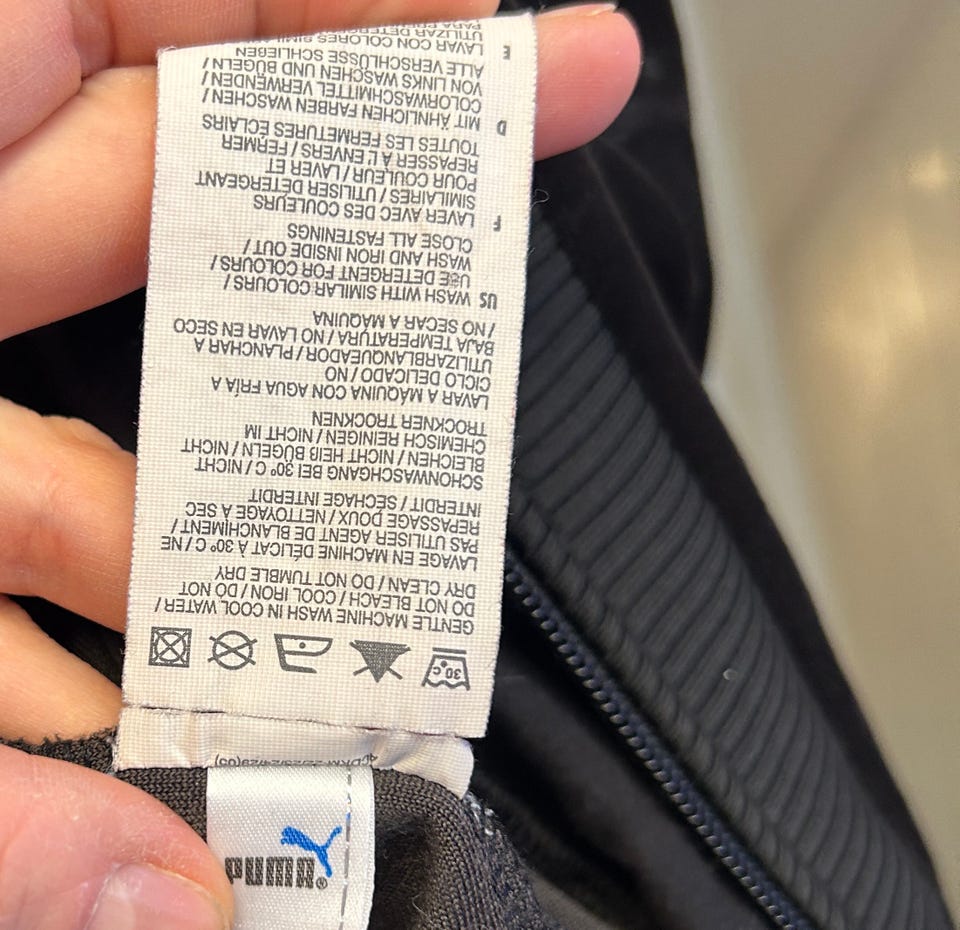 PUMA®
30°C
GENTLE MACHINE WASH IN COOL WATER /
DO NOT BLEACH / COOL IRON / DO NOT
DRY CLEAN / DO NOT TUMBLE DRY
LAVAGE EN MACHINE DÉLICAT À 30º C / NE
PAS UTILISER AGENT DE BLANCHIMENT /
REPASSAGE DOUX / NETTOYAGE A SEC
INTERDIT / SECHAGE INTERDIT
SCHONWASCHGANG BEI 30º C / NICHT
BLEICHEN / NICHT HEIß BÜGELN / NICHT
CHEMISCH REINIGEN / NICHT IM
TROCKNER TROCKNEN
LAVAR A MÁQUINA CON AGUA FRÍA A
CICLO DELICADO / NO
UTILIZARBLANQUEADOR / PLANCHAR A
BAJA TEMPERATURA / NO LAVAR EN SECO
/ NO SECAR A MÁQUINA
US WASH WITH SIMILAR COLOURS /
USE DETERGENT FOR COLOURS /
WASH AND IRON INSIDE OUT /
CLOSE ALL FASTENINGS
F LAVER AVEC DES COULEURS
SIMILAIRES / UTILISER DÉTERGEANT
POUR COULEUR / LAVER ET
REPASSER À L'ENVERS / FERMER
TOUTES LES FERMETURES ÉCLAIRS
D MIT ÄHNLICHEN FARBEN WASCHEN /
COLORWASCHMITTEL VERWENDEN /
VON LINKS WASCHEN UND BÜGELN /
ALLE VERSCHLÜSSE SCHLIEßEN
E LAVAR CON COLORES
UTILIZAR